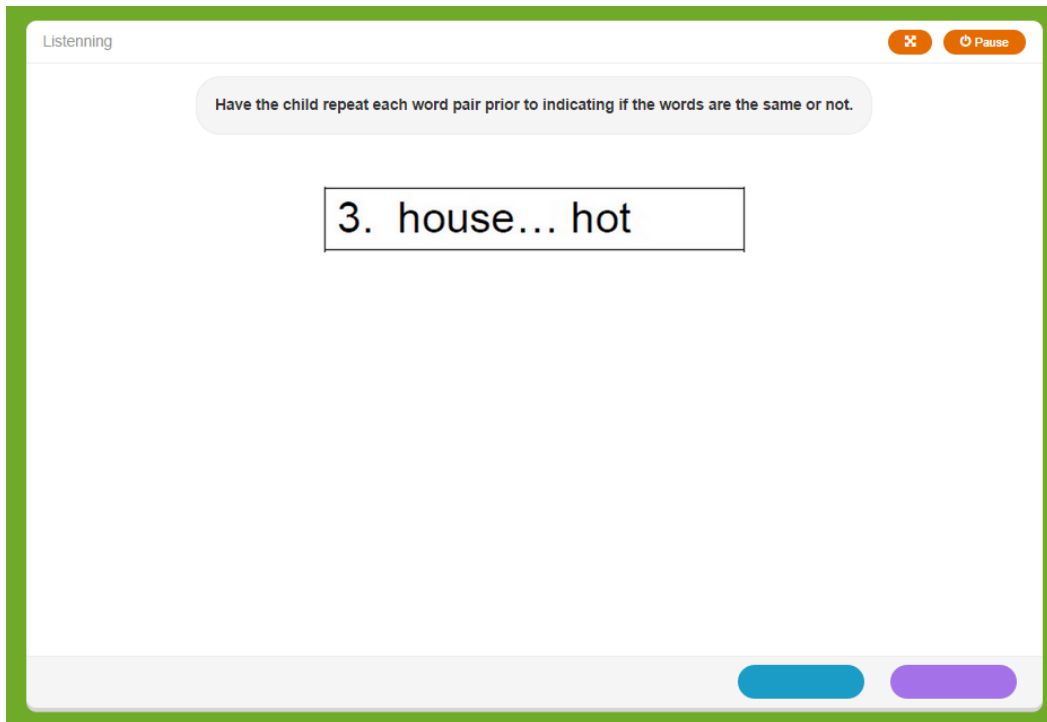 Listenning
Pause
Have the child repeat each word pair prior to indicating if the words are the same or not.
3. house... hot